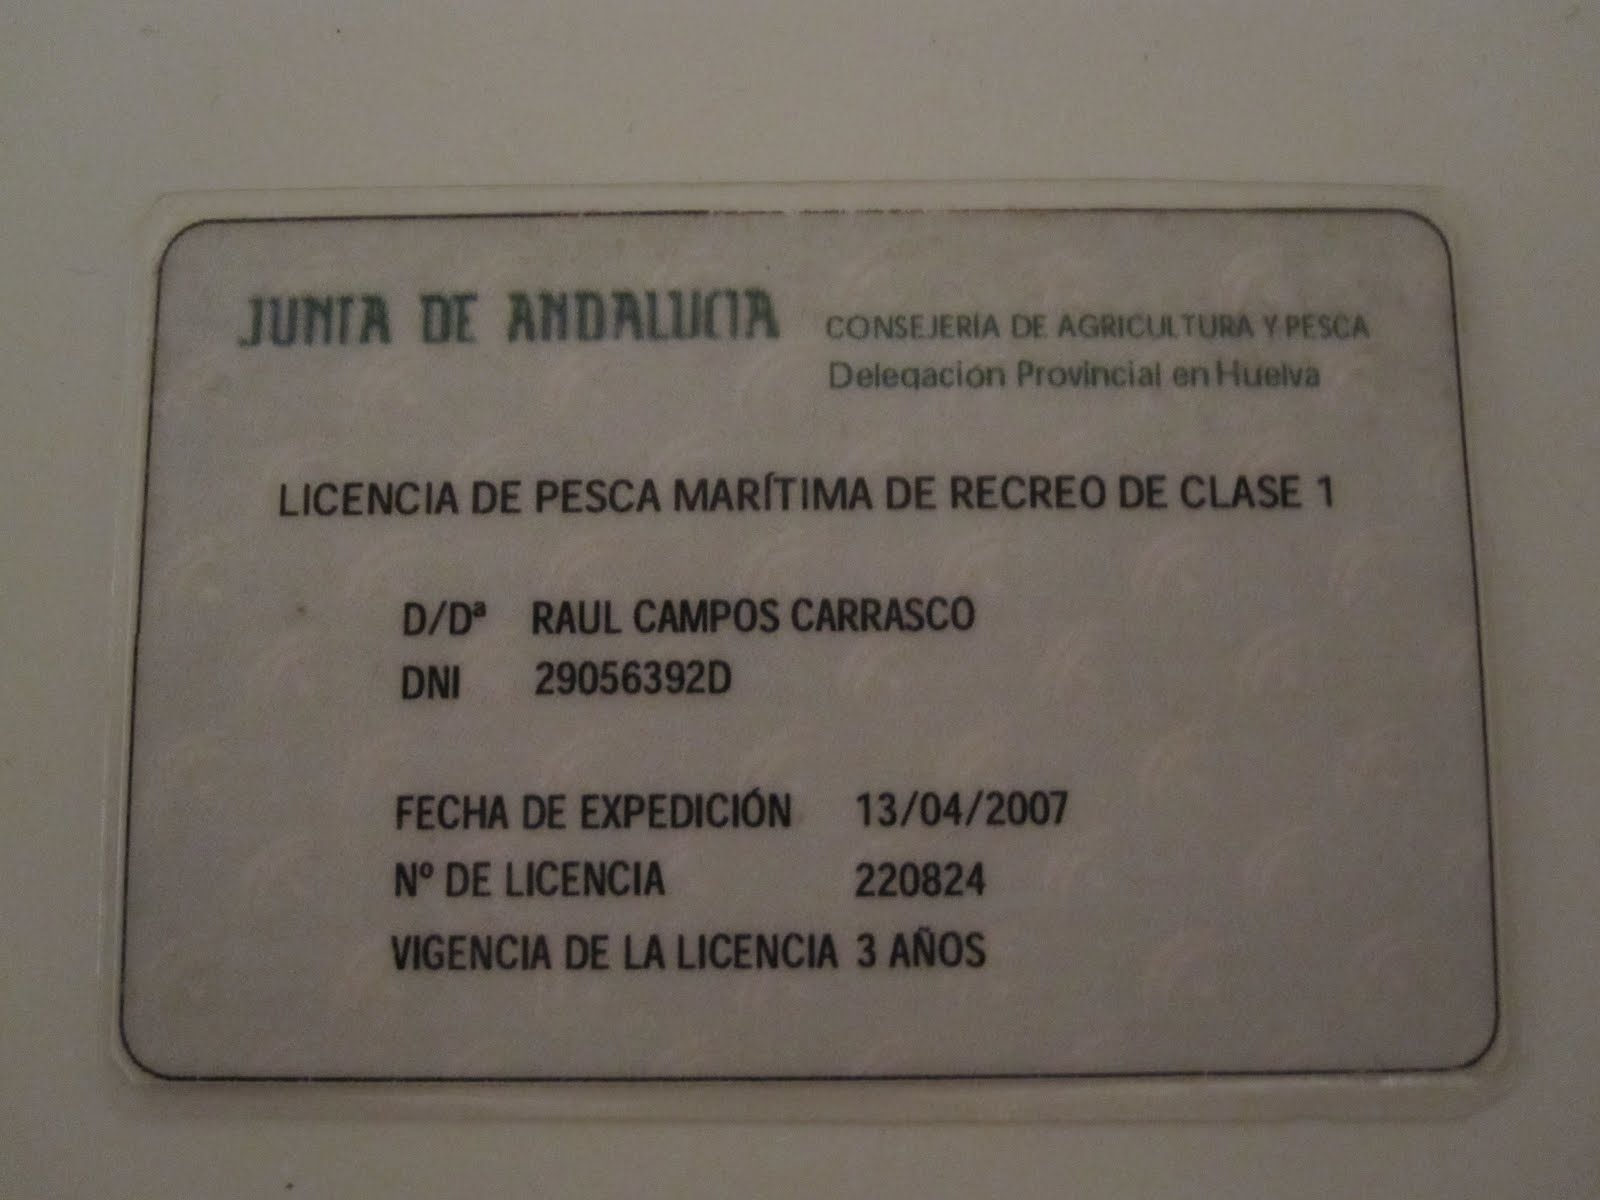 JUNTA DE ANDALUCIA
CONSEJERÍA DE AGRICULTURA Y PESCA
Delegación Provincial en Huelva
LICENCIA DE PESCA MARÍTIMA DE RECREO DE CLASE 1
D/Dª RAUL CAMPOS CARRASCO
DNI 29056392D
FECHA DE EXPEDICIÓN 13/04/2007
Nº DE LICENCIA 220824
VIGENCIA DE LA LICENCIA 3 AÑOS